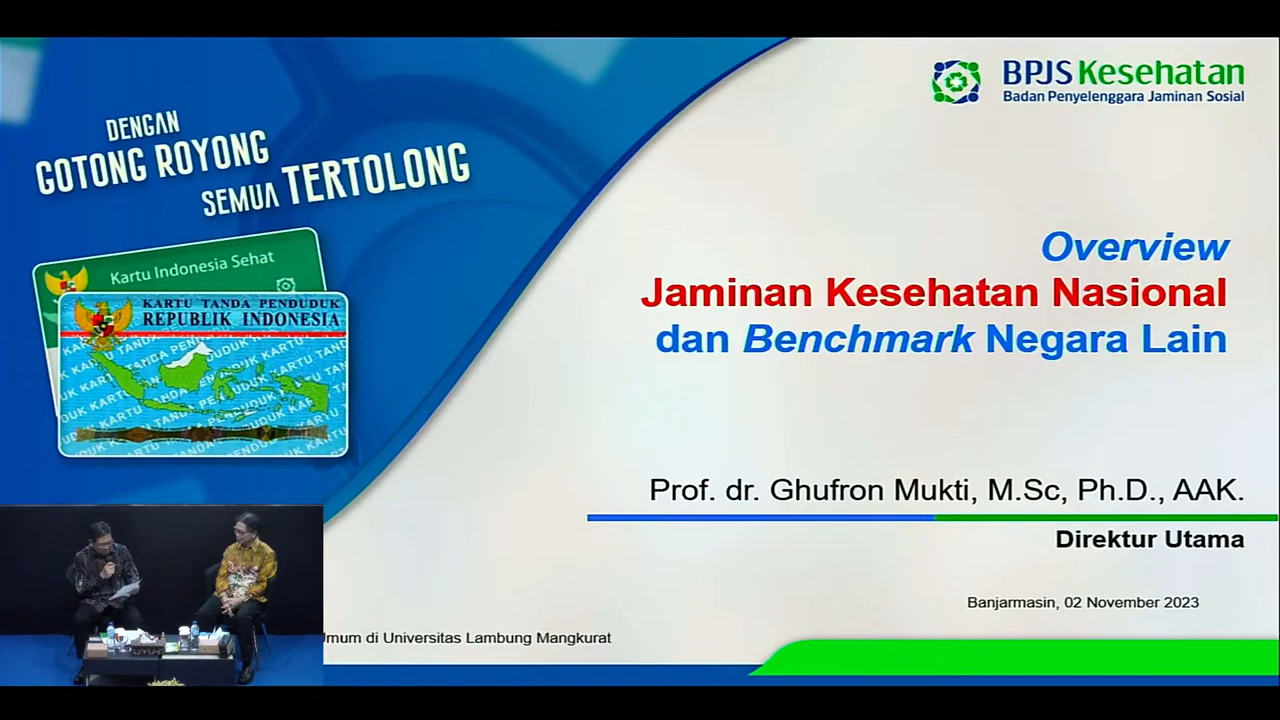 DENGAN
GOTONG ROYONG
SEMUA TERTOLONG
Kartu Indonesia Sehat
KARTU TANDA PENDUDUK
REPUBLIK INDONESIA
BPJS Kesehatan
Badan Penyelenggara Jaminan Sosial
Overview
Jaminan Kesehatan Nasional
dan Benchmark Negara Lain
Prof. dr. Ghufron Mukti, M.Sc, Ph.D., AAK.
Direktur Utama
Banjarmasin, 02 November 2023
Umum di Universitas Lambung Mangkurat